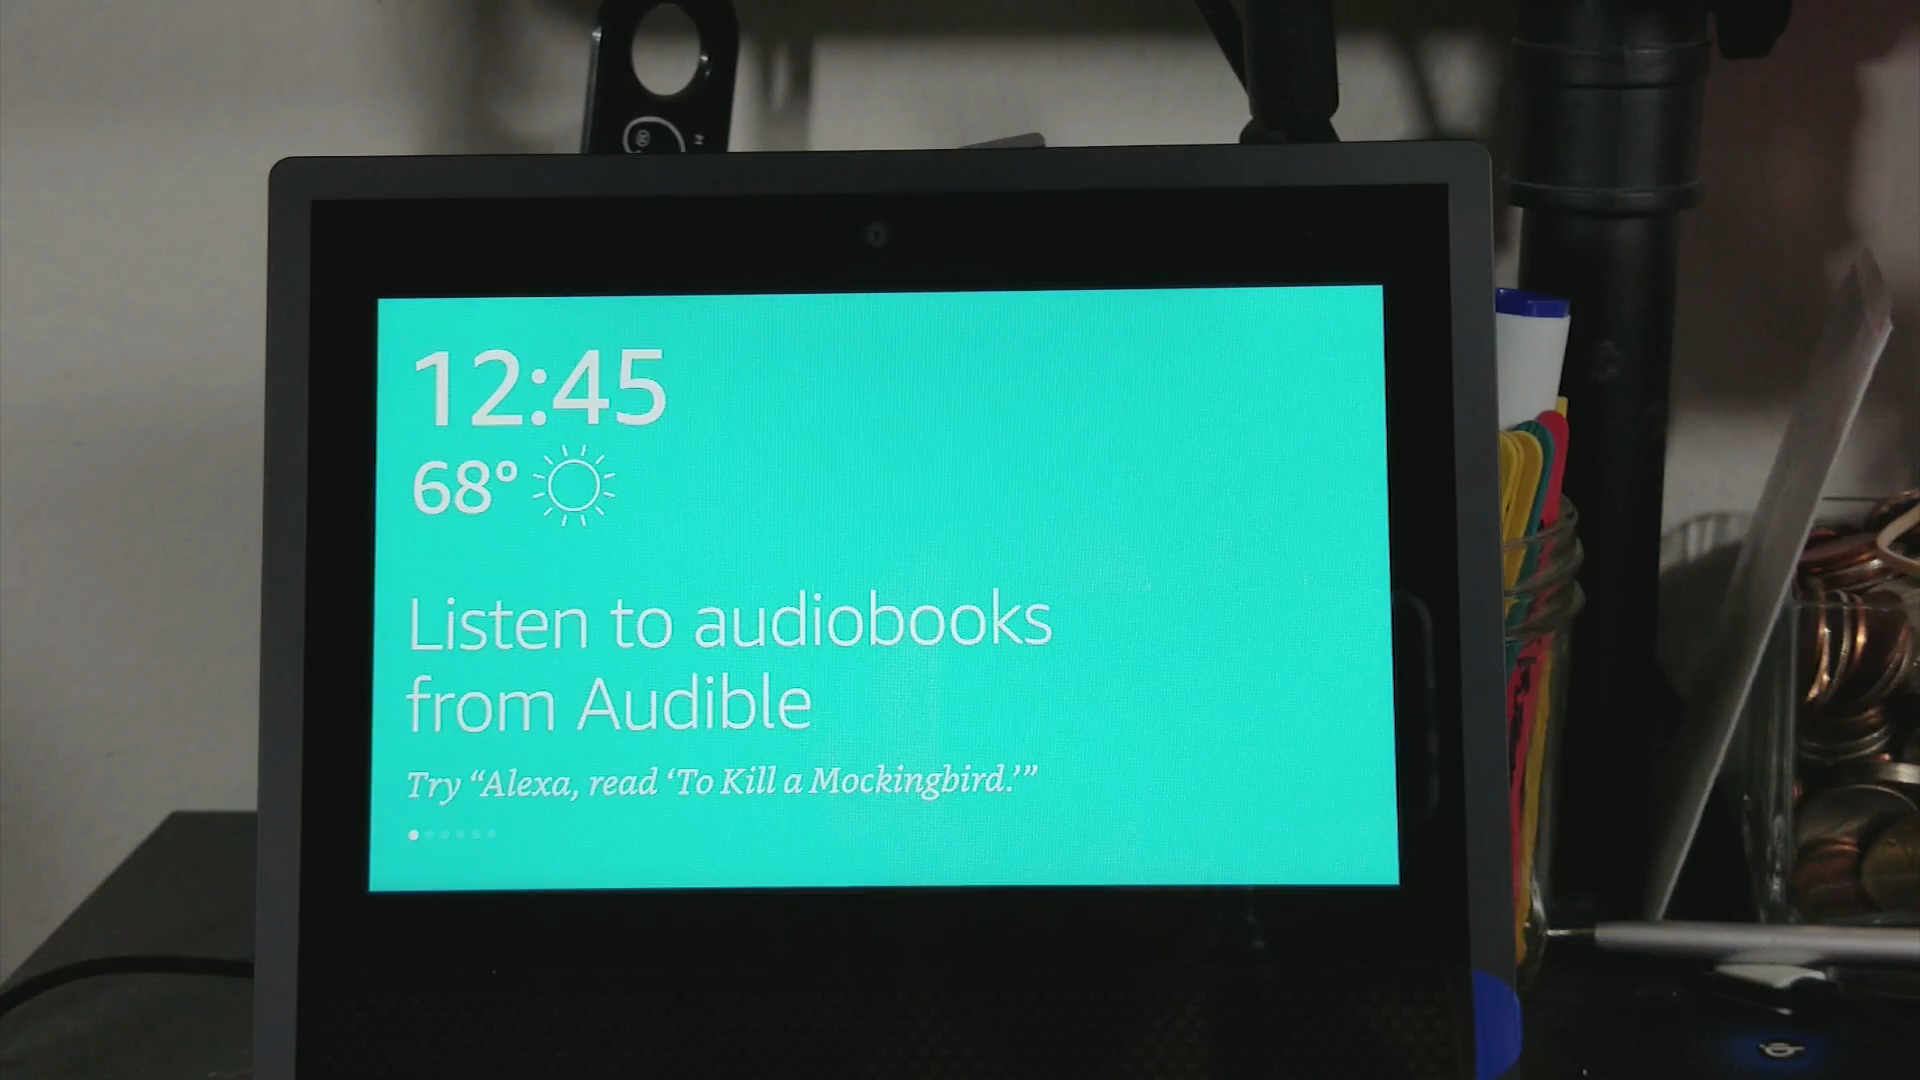 12:45
68°
Listen to audiobooks
from Audible
Try “Alexa, read ‘To Kill a Mockingbird.’”